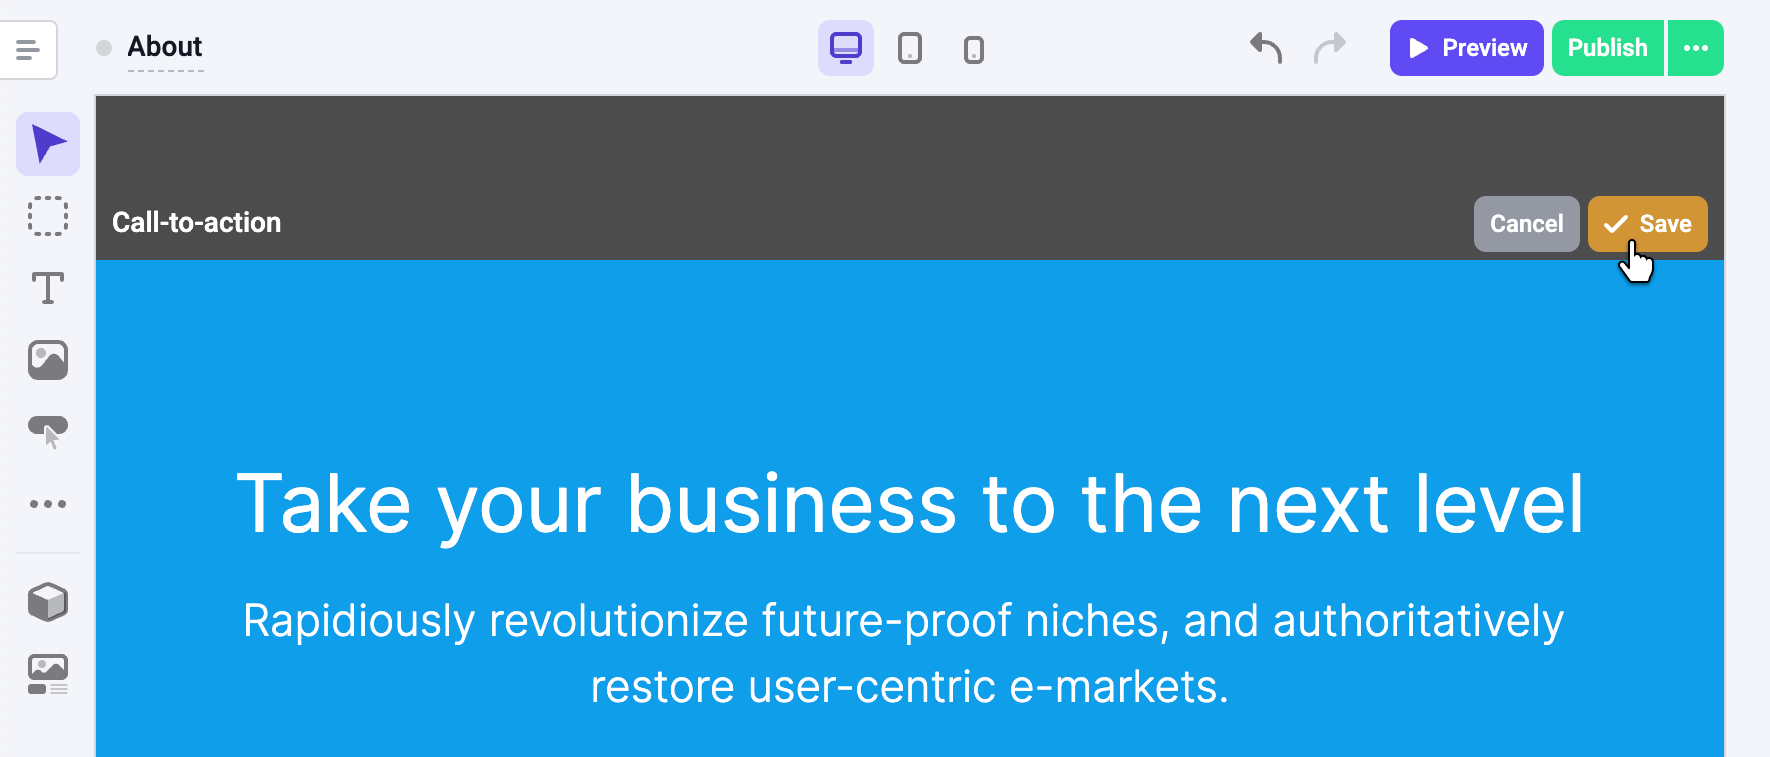 About
Preview
Publish
Call-to-action
Cancel
Save
Take your business to the next level
Rapidiously revolutionize future-proof niches, and authoritatively
restore user-centric e-markets.